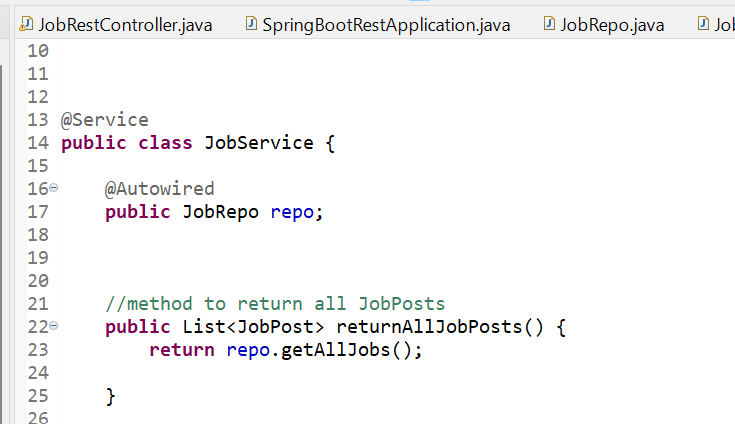 JobRestController.java SpringBootRestApplication.java JobRepo.java Job
10
11
12
13 @Service
14 public class JobService {
15
16 @Autowired
17 public JobRepo repo;
18
19
20
21 //method to return all JobPosts
22 public List<JobPost> returnAllJobPosts() {
23 return repo.getAllJobs();
24
25 }
26